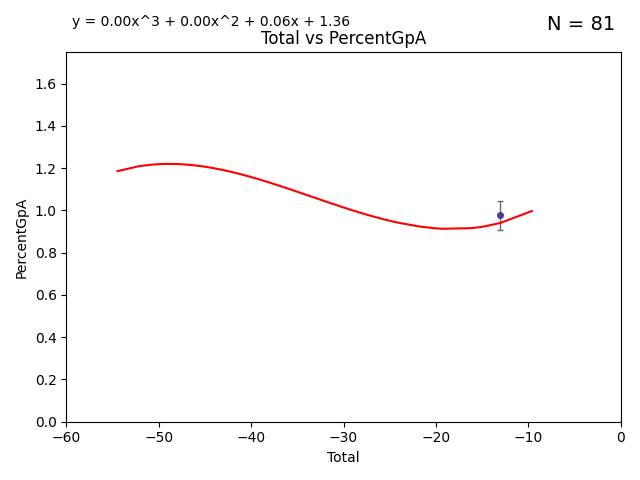 y = 0.00x^3 + 0.00x^2 + 0.06x + 1.36
N = 81
Total vs PercentGpA
1.6
1.4
1.2
1.0
0.8
0.6
0.4
0.2
0.0
PercentGpA
−60 −50 −40 −30 −20 −10 0
Total